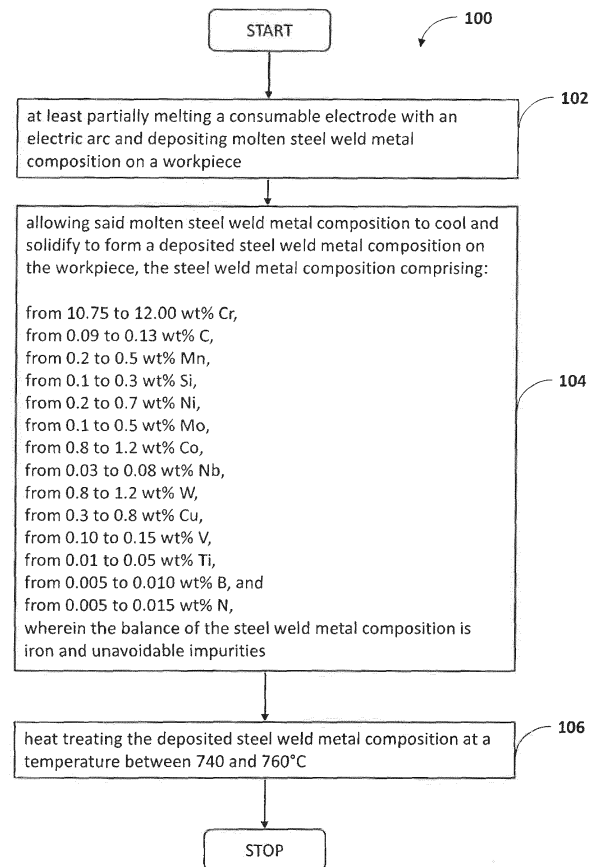 START
100
102
at least partially melting a consumable electrode with an
electric arc and depositing molten steel weld metal
composition on a workpiece
allowing said molten steel weld metal composition to cool and
solidify to form a deposited steel weld metal composition on
the workpiece, the steel weld metal composition comprising:
from 10.75 to 12.00 wt% Cr,
from 0.09 to 0.13 wt% C,
from 0.2 to 0.5 wt% Mn,
from 0.1 to 0.3 wt% Si,
from 0.2 to 0.7 wt% Ni,
from 0.1 to 0.5 wt% Mo,
104
from 0.8 to 1.2 wt% Co,
from 0.03 to 0.08 wt% Nb,
from 0.8 to 1.2 wt% W,
from 0.3 to 0.8 wt% Cu,
from 0.10 to 0.15 wt% V,
from 0.01 to 0.05 wt% Ti,
from 0.005 to 0.010 wt% B, and
from 0.005 to 0.015 wt% N,
wherein the balance of the steel weld metal composition is
iron and unavoidable impurities
106
heat treating the deposited steel weld metal composition at a
temperature between 740 and 760°C
STOP